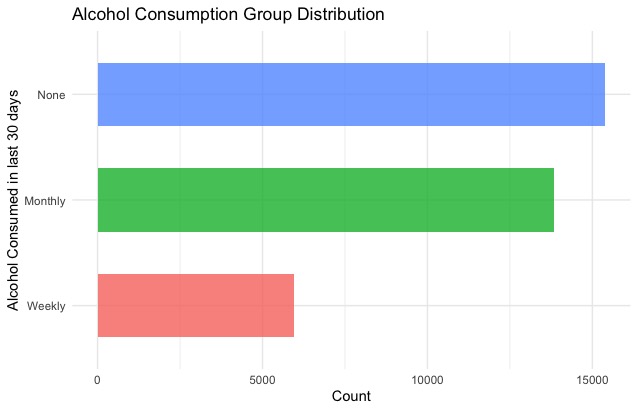 Alcohol Consumption Group Distribution
Alcohol Consumed in last 30 days
None
Monthly
Weekly
0 5000 10000 15000
Count